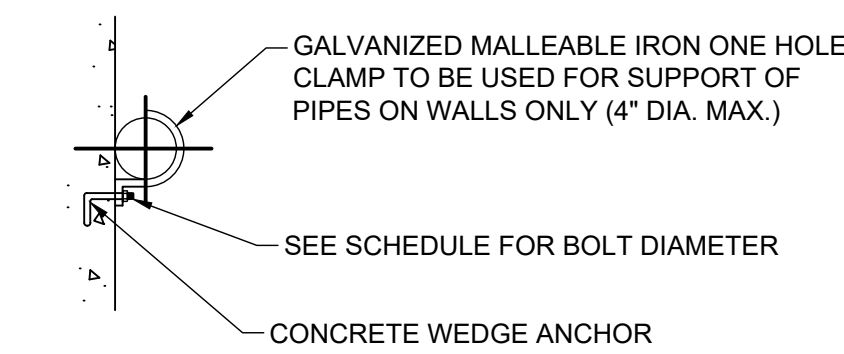 GALVANIZED MALLEABLE IRON ONE HOLE
CLAMP TO BE USED FOR SUPPORT OF
PIPES ON WALLS ONLY (4" DIA. MAX.)
SEE SCHEDULE FOR BOLT DIAMETER
CONCRETE WEDGE ANCHOR